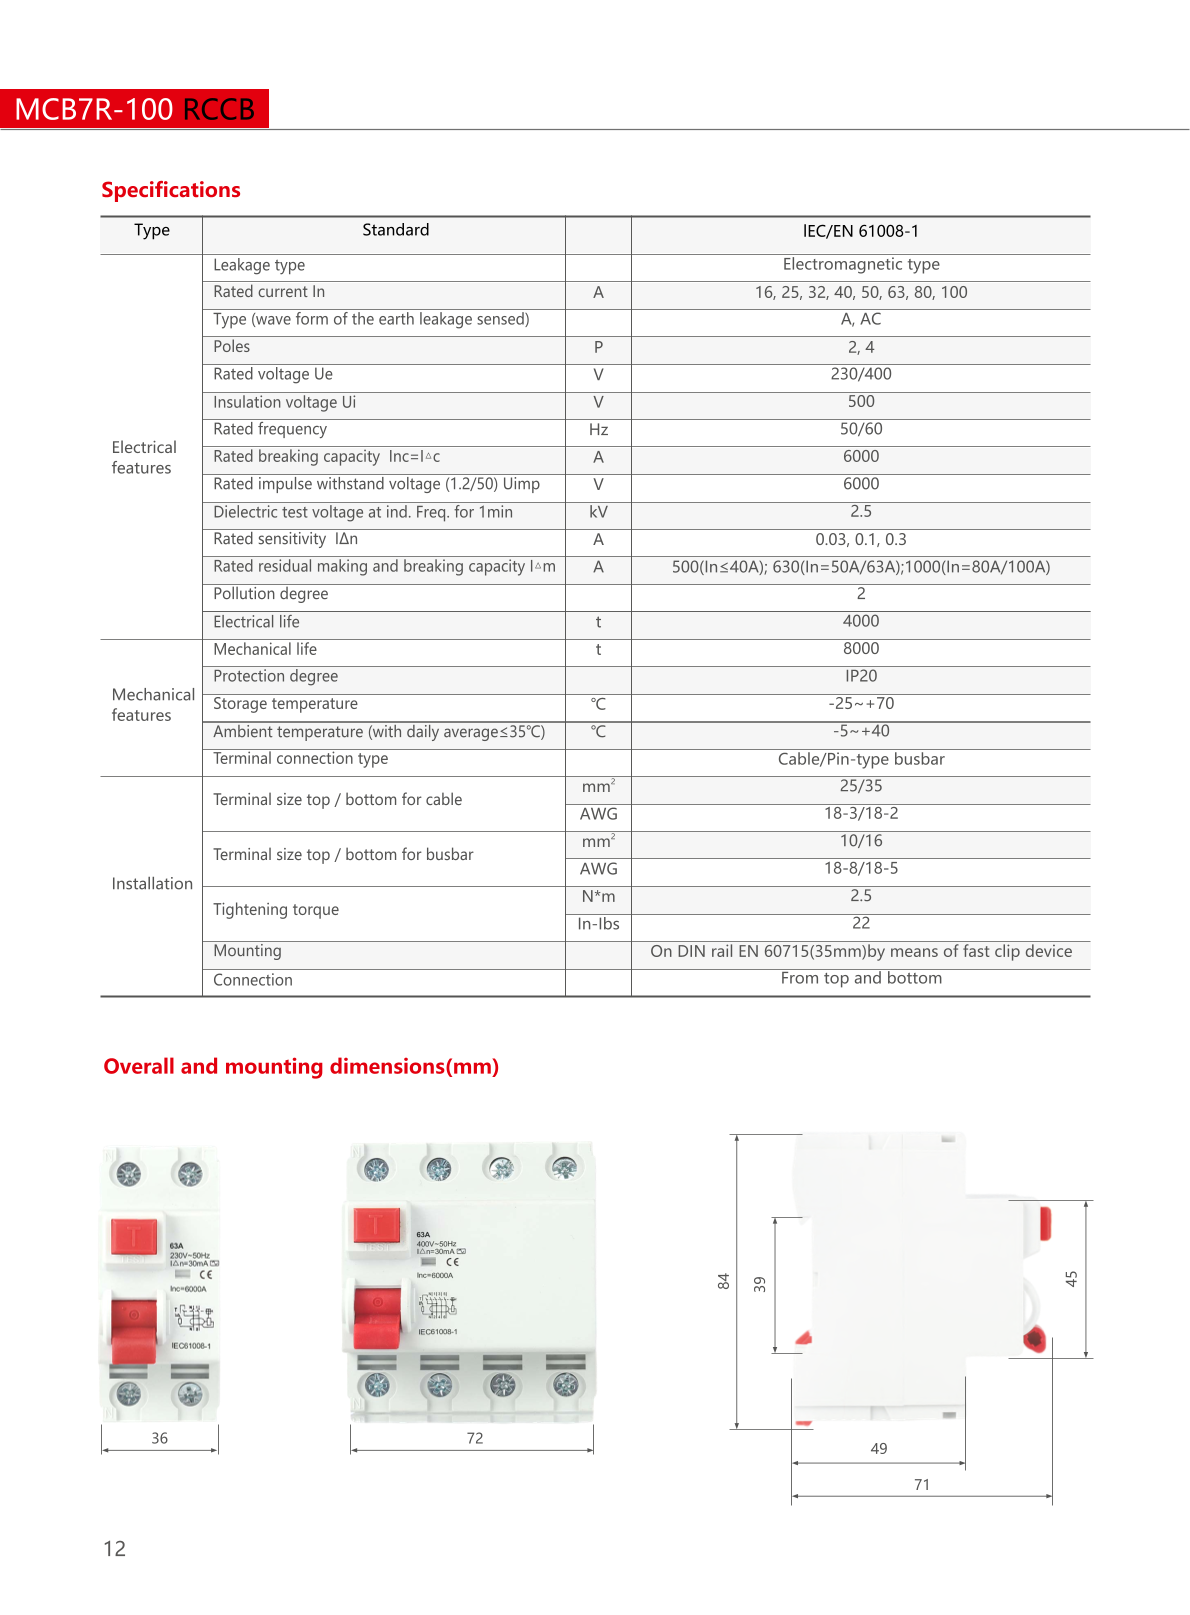 MCB7R-100 RCCB
Specifications
Type Standard IEC/EN 61008-1
Electrical
features
Leakage type Electromagnetic type
Rated current In A 16, 25, 32, 40, 50, 63, 80, 100
Type (wave form of the earth leakage sensed) A, AC
Poles P 2, 4
Rated voltage Ue V 230/400
Insulation voltage Ui V 500
Rated frequency Hz 50/60
Rated breaking capacity Inc=I△c A 6000
Rated impulse withstand voltage (1.2/50) Uimp V 6000
Dielectric test voltage at ind. Freq. for 1min kV 2.5
Rated sensitivity IΔn A 0.03, 0.1, 0.3
Rated residual making and breaking capacity I△m A 500(In≤40A); 630(In=50A/63A);1000(In=80A/100A)
Pollution degree 2
Electrical life t 4000
Mechanical
features
Mechanical life t 8000
Protection degree IP20
Storage temperature ℃ -25~+70
Ambient temperature (with daily average≤35℃) ℃ -5~+40
Terminal connection type Cable/Pin-type busbar
Installation
Terminal size top / bottom for cable mm² 25/35
AWG 18-3/18-2
Terminal size top / bottom for busbar mm² 10/16
AWG 18-8/18-5
Tightening torque N*m 2.5
In-Ibs 22
Mounting On DIN rail EN 60715(35mm)by means of fast clip device
Connection From top and bottom
Overall and mounting dimensions(mm)
T
63A
230V~50Hz
I△n=30mA
CE
Inc=6000A
IEC61008-1
36
T
63A
400V~50Hz
I△n=30mA
CE
Inc=6000A
IEC61008-1
72
84
39
45
49
71
12